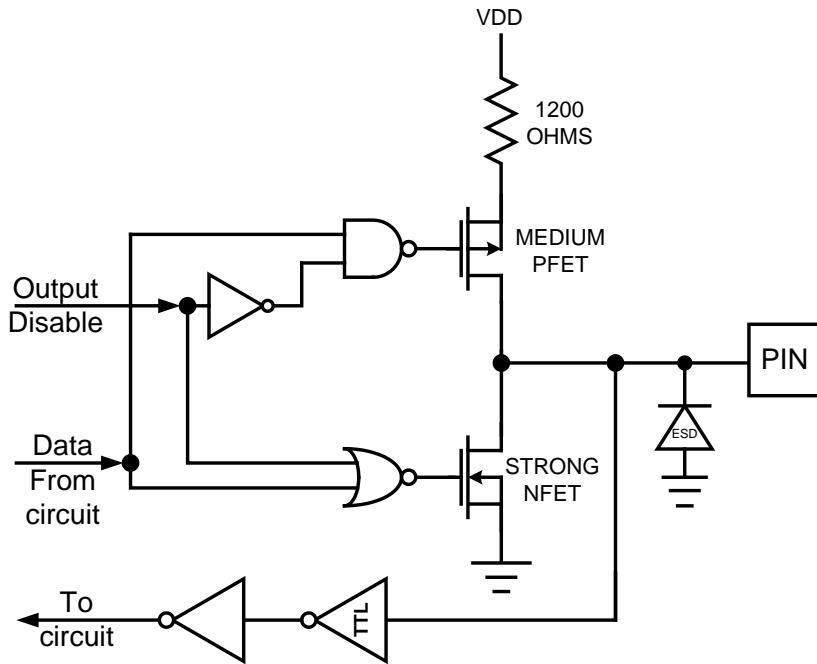 VDD
1200
OHMS
MEDIUM
PFET
Output
Disable
PIN
ESD
Data
From
circuit
STRONG
NFET
To
circuit
TTL